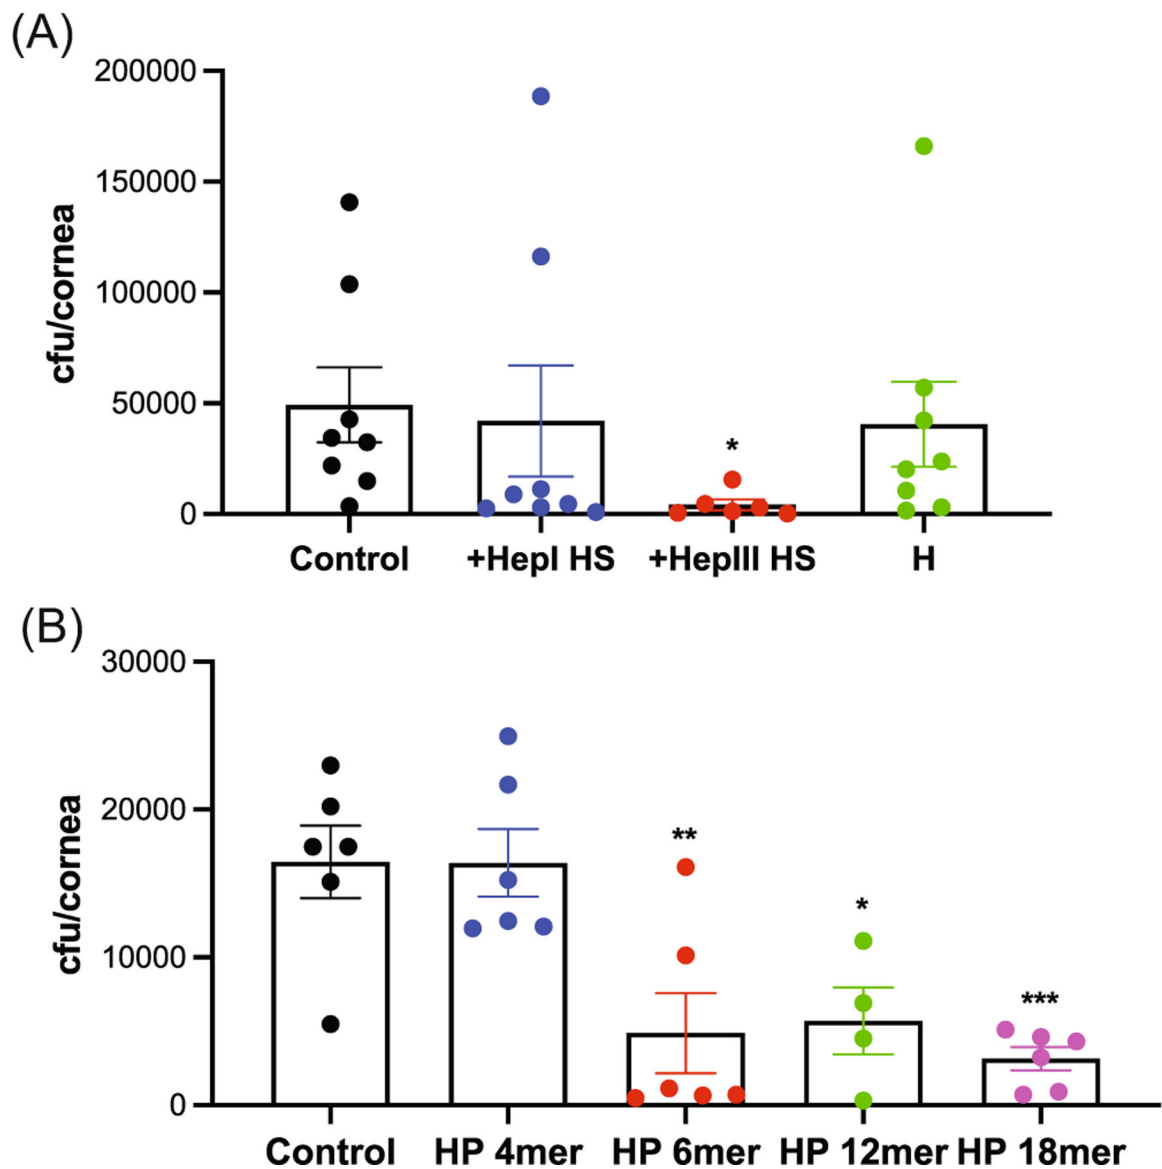 (A)
200000
150000
100000
50000
0
cfu/cornea
*
Control +HepI HS +HepIII HS H
(B)
30000
20000
10000
0
cfu/cornea
**
*
***
Control HP 4mer HP 6mer HP 12mer HP 18mer